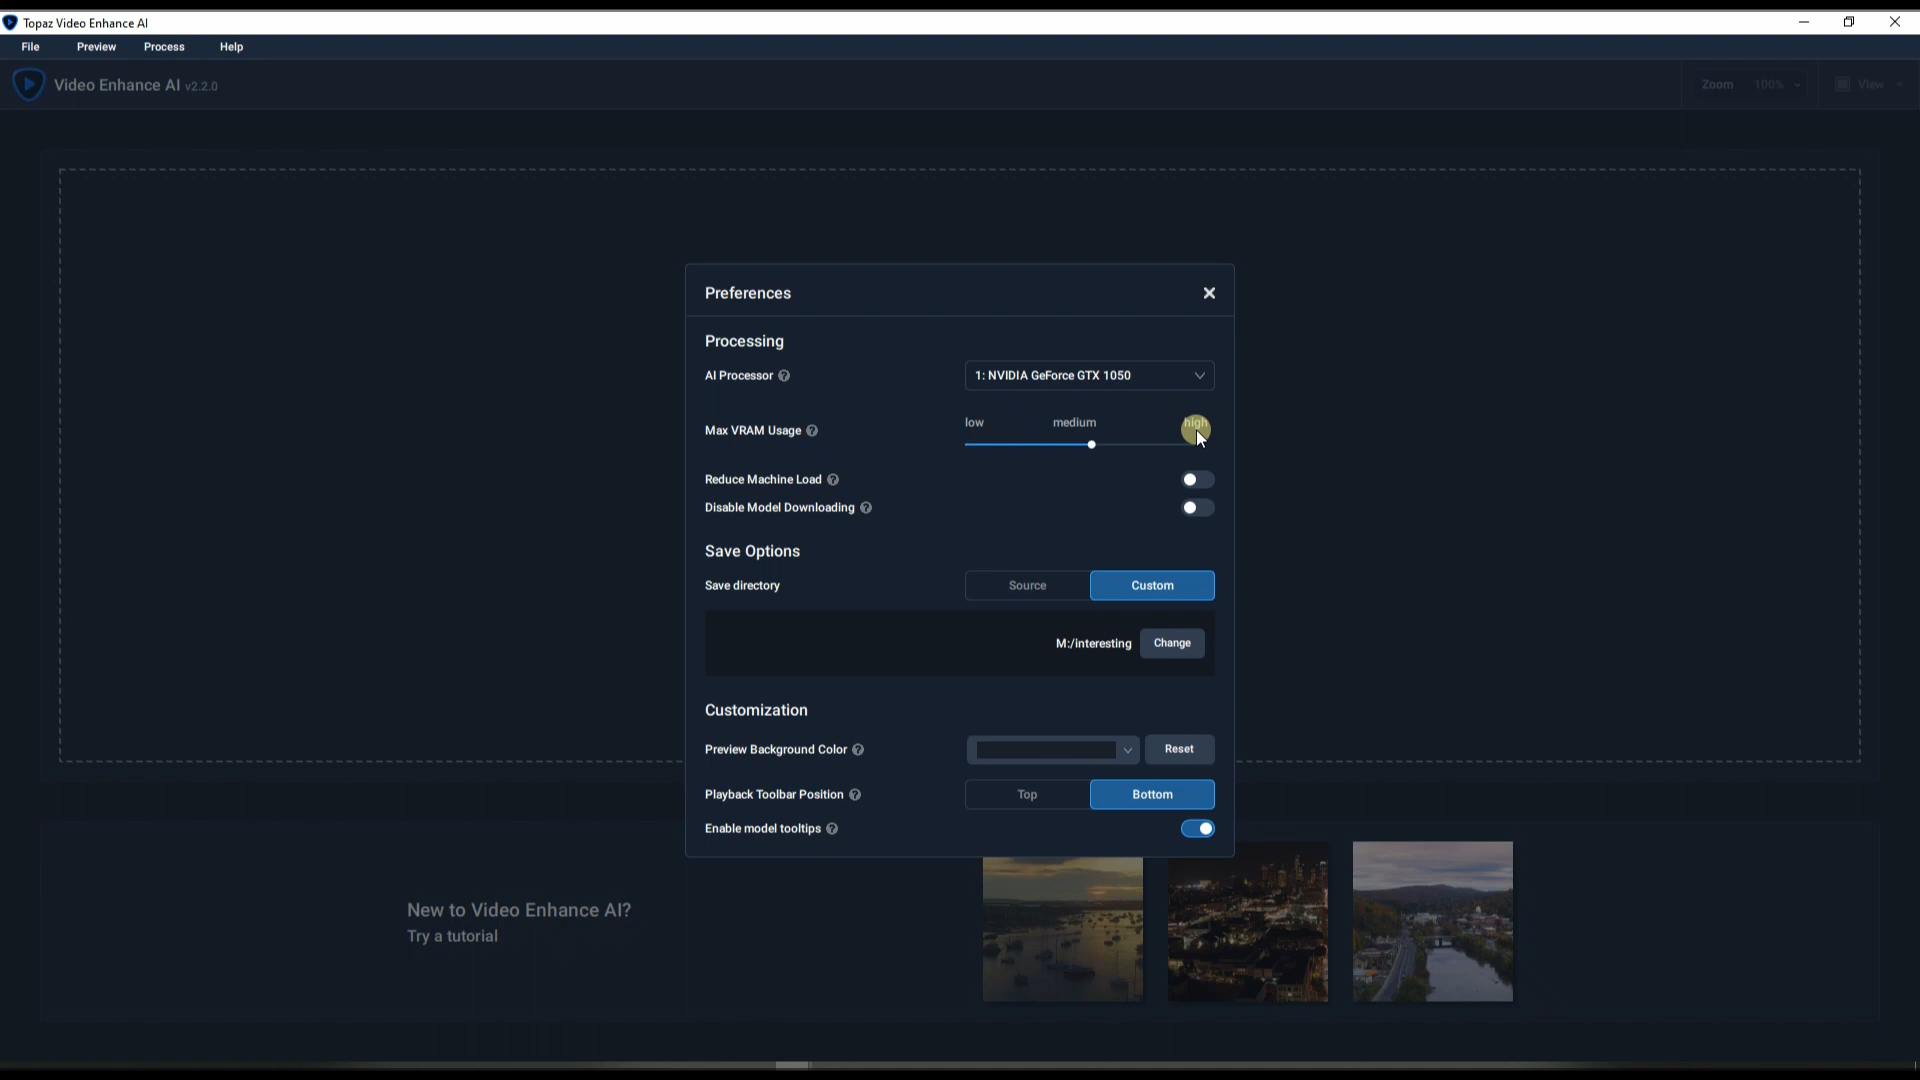 Topaz Video Enhance AI
File Preview Process Help
Video Enhance AI v2.2.0
Zoom 100% View
Preferences
Processing
AI Processor 1: NVIDIA GeForce GTX 1050
low medium high
Max VRAM Usage
Reduce Machine Load
Disable Model Downloading
Save Options
Save directory Source Custom
M:/interesting Change
Customization
Preview Background Color Reset
Playback Toolbar Position Top Bottom
Enable model tooltips
New to Video Enhance AI?
Try a tutorial